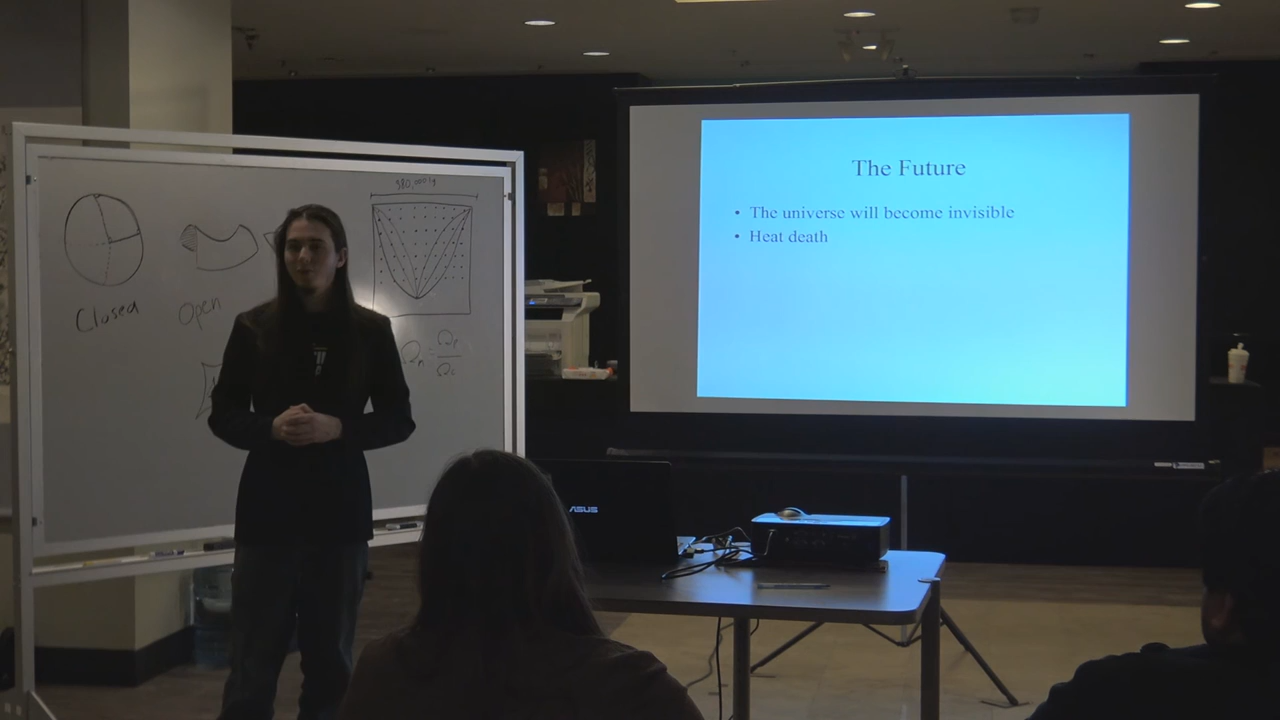 The Future
• The universe will become invisible
• Heat death
Closed
Open
ASUS